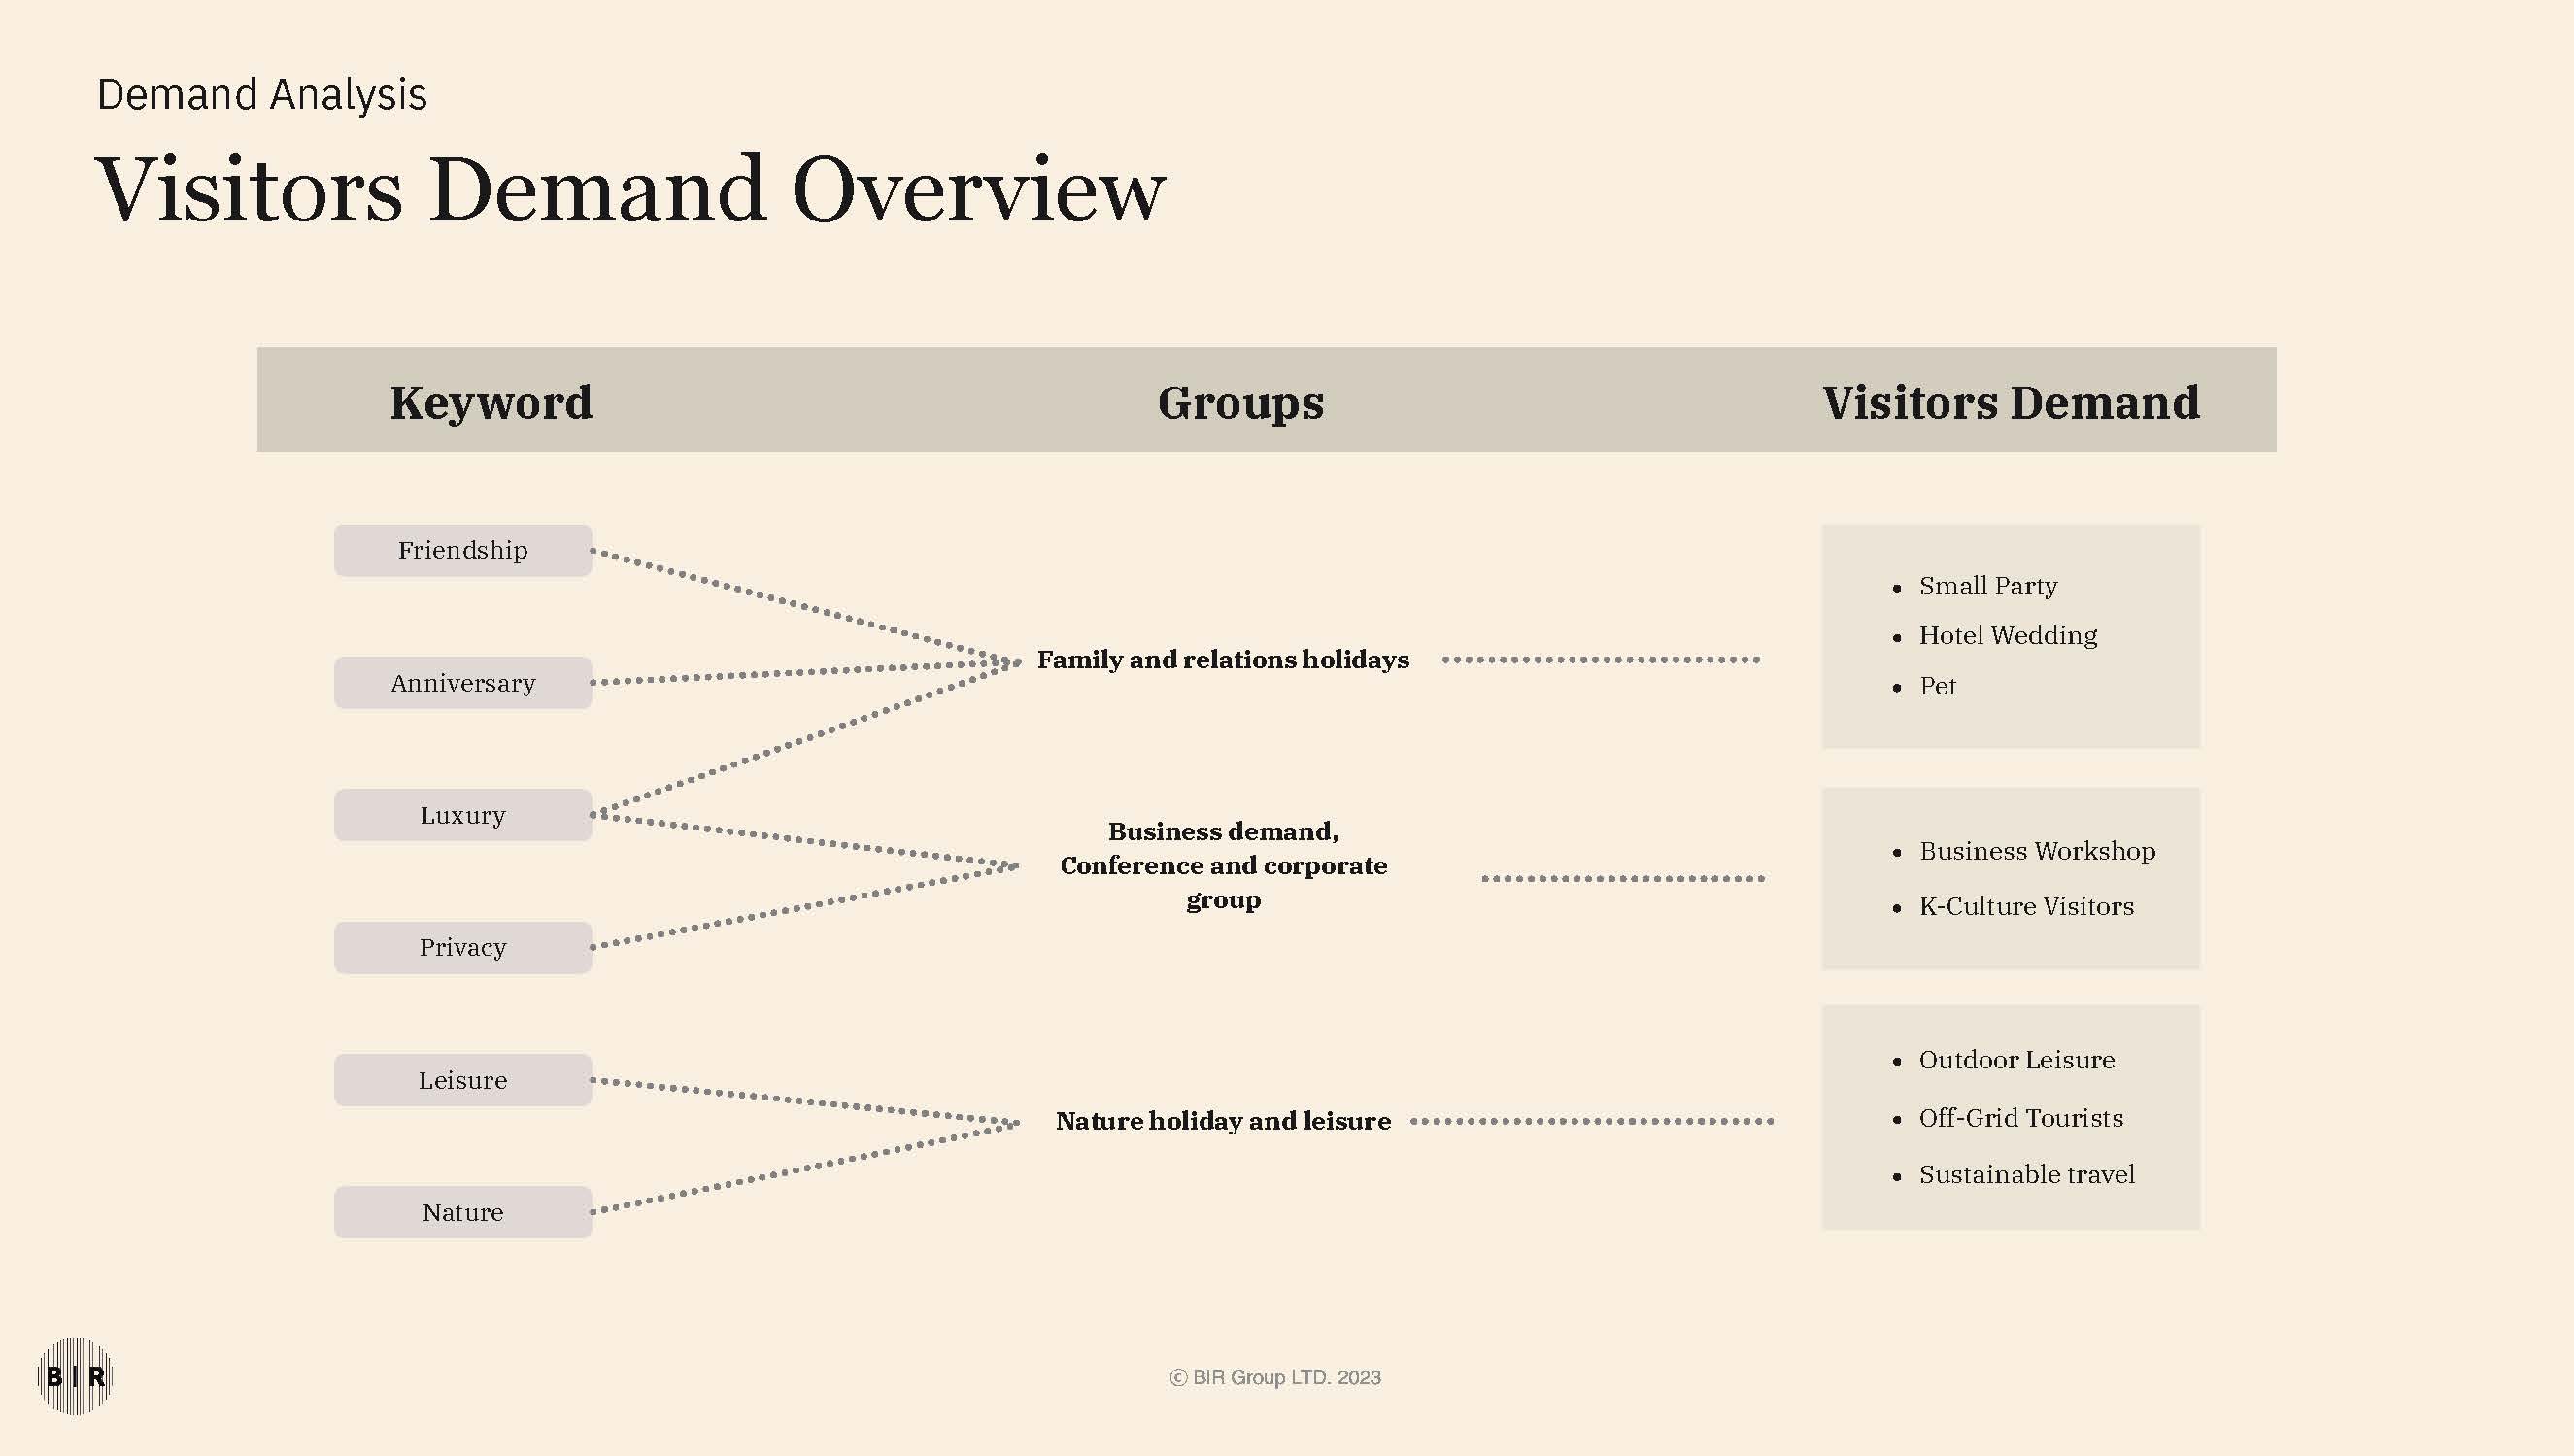 Demand Analysis
Visitors Demand Overview
Keyword
Groups
Visitors Demand
Friendship
Anniversary
Luxury
Privacy
Leisure
Nature
Family and relations holidays
Business demand,
Conference and corporate
group
Nature holiday and leisure
• Small Party
• Hotel Wedding
• Pet
• Business Workshop
• K-Culture Visitors
• Outdoor Leisure
• Off-Grid Tourists
• Sustainable travel
B I R
© BIR Group LTD. 2023